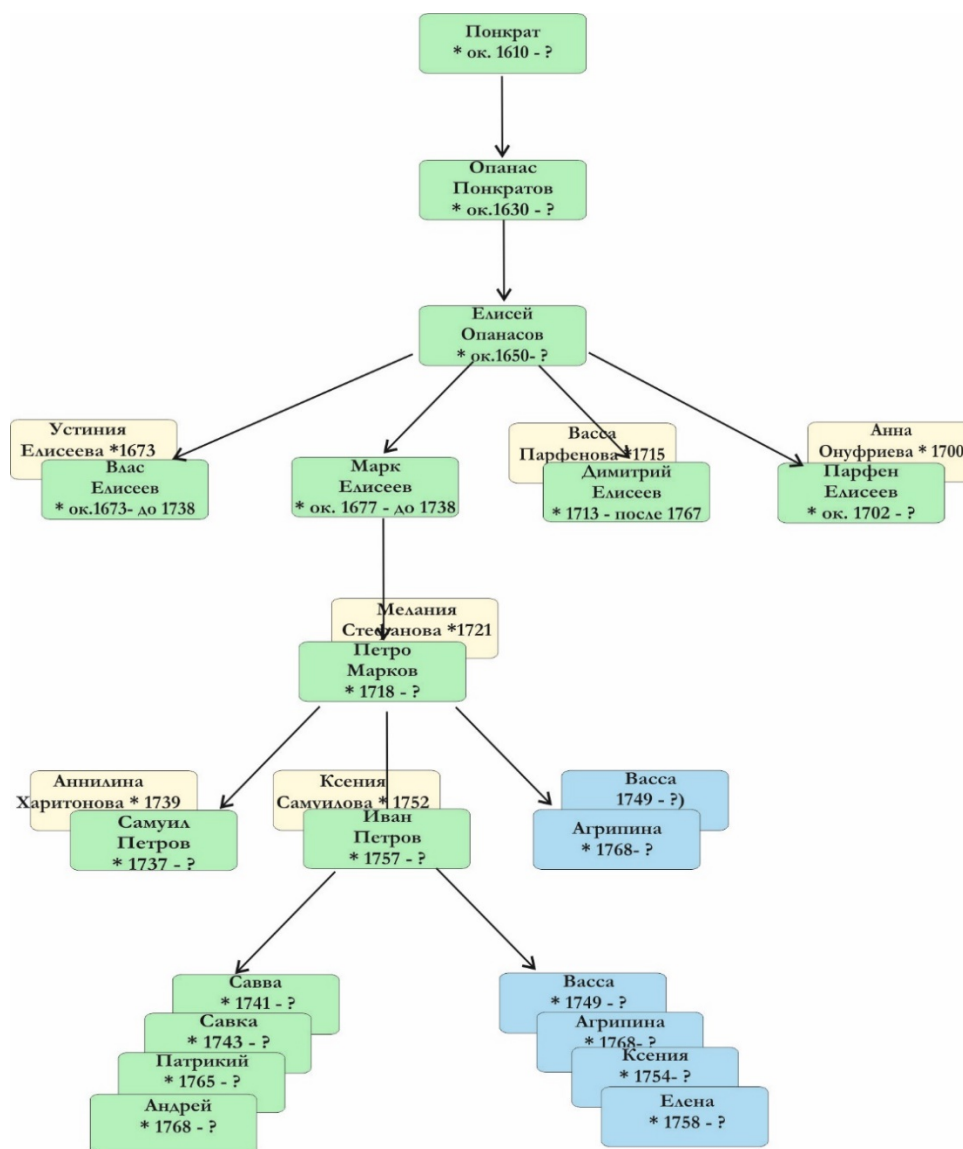 Понкрат
* ок. 1610 - ?
Опанас
Понкратов
* ок.1630 - ?
Елисей
Опанасов
* ок.1650- ?
Устиния
Елисеева *1673
Влас
Елисеев
* ок.1673- до 1738
Марк
Елисеев
* ок. 1677 - до 1738
Васса
Парфенова *1715
Димитрий
Елисеев
* 1713 - после 1767
Анна
Онуфриева * 1700
Парфен
Елисеев
* ок. 1702 - ?
Мелания
Стефанова *1721
Петро
Марков
* 1718 - ?
Аннилина
Харитонова * 1739
Самуил
Петров
* 1737 - ?
Ксения
Самуилова * 1752
Иван
Петров
* 1757 - ?
Васса
1749 - ?)
Агрипина
* 1768- ?
Савва
* 1741 - ?
Савка
* 1743 - ?
Патрикий
* 1765 - ?
Андрей
* 1768 - ?
Васса
* 1749 - ?
Агрипина
* 1768- ?
Ксения
* 1754- ?
Елена
* 1758 - ?